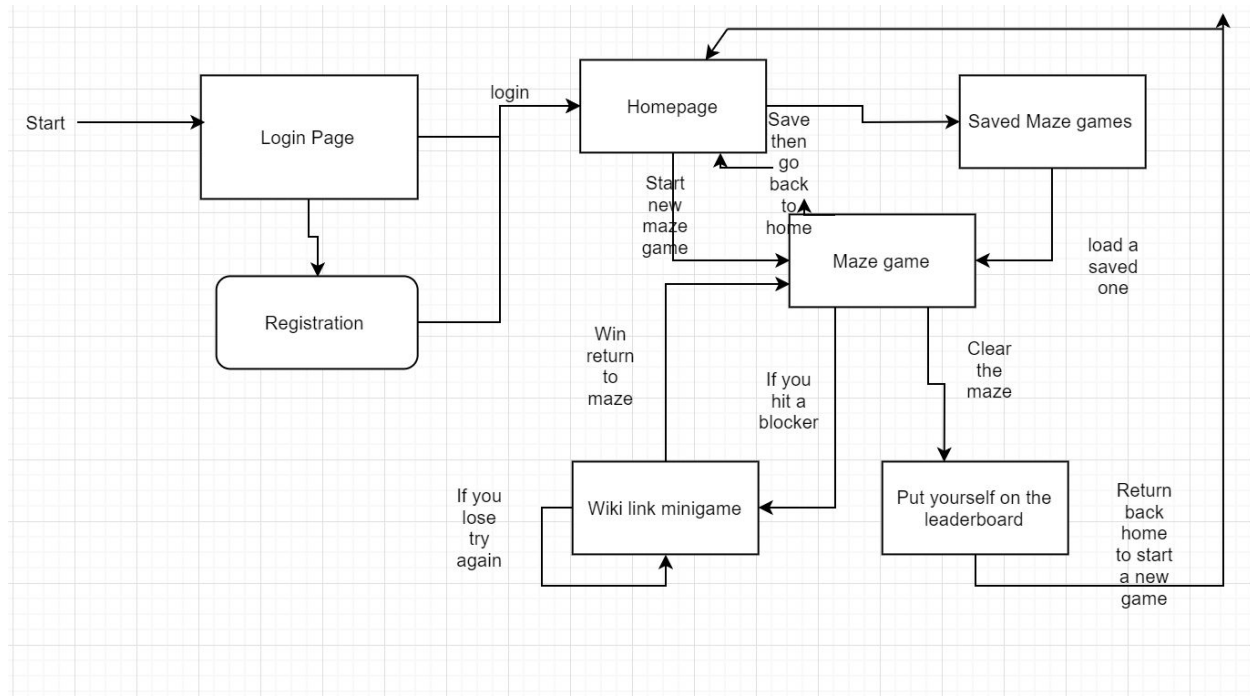 Start
Login Page
login
Homepage
Saved Maze games
Registration
Start
new
maze
game
Save
then
go
back
to
home
Maze game
load a
saved
one
Win
return
to
maze
If you
hit a
blocker
Clear
the
maze
If you
lose
try
again
Wiki link minigame
Put yourself on the
leaderboard
Return
back
home
to start
a new
game